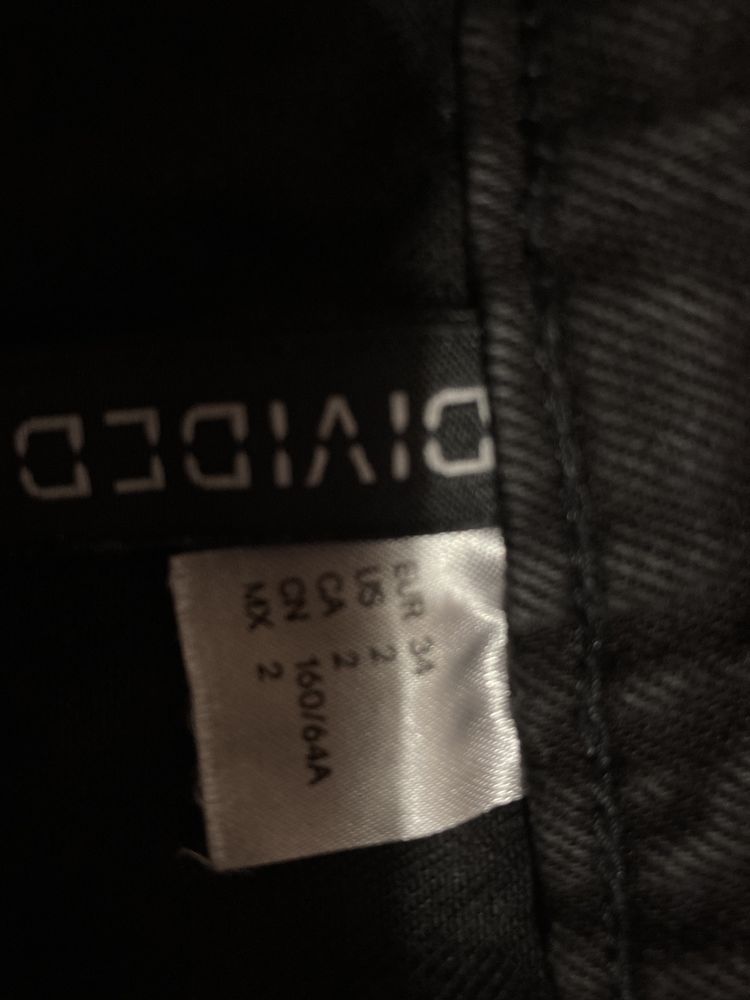 DIVIDED
EUR 34
US 2
CA 2
CN 160/64A
MX 2